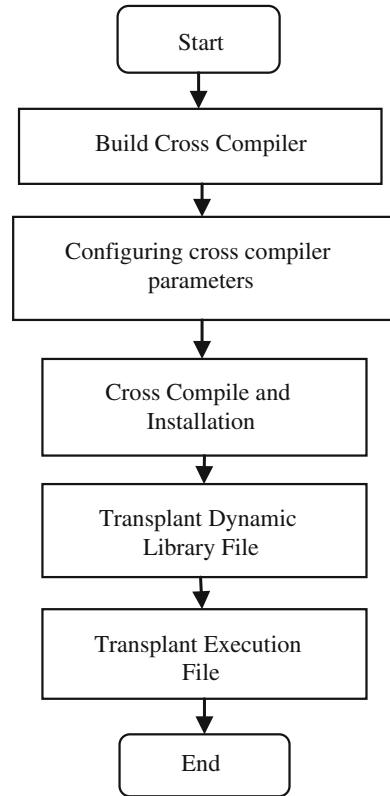 Start
Build Cross Compiler
Configuring cross compiler
parameters
Cross Compile and
Installation
Transplant Dynamic
Library File
Transplant Execution
File
End